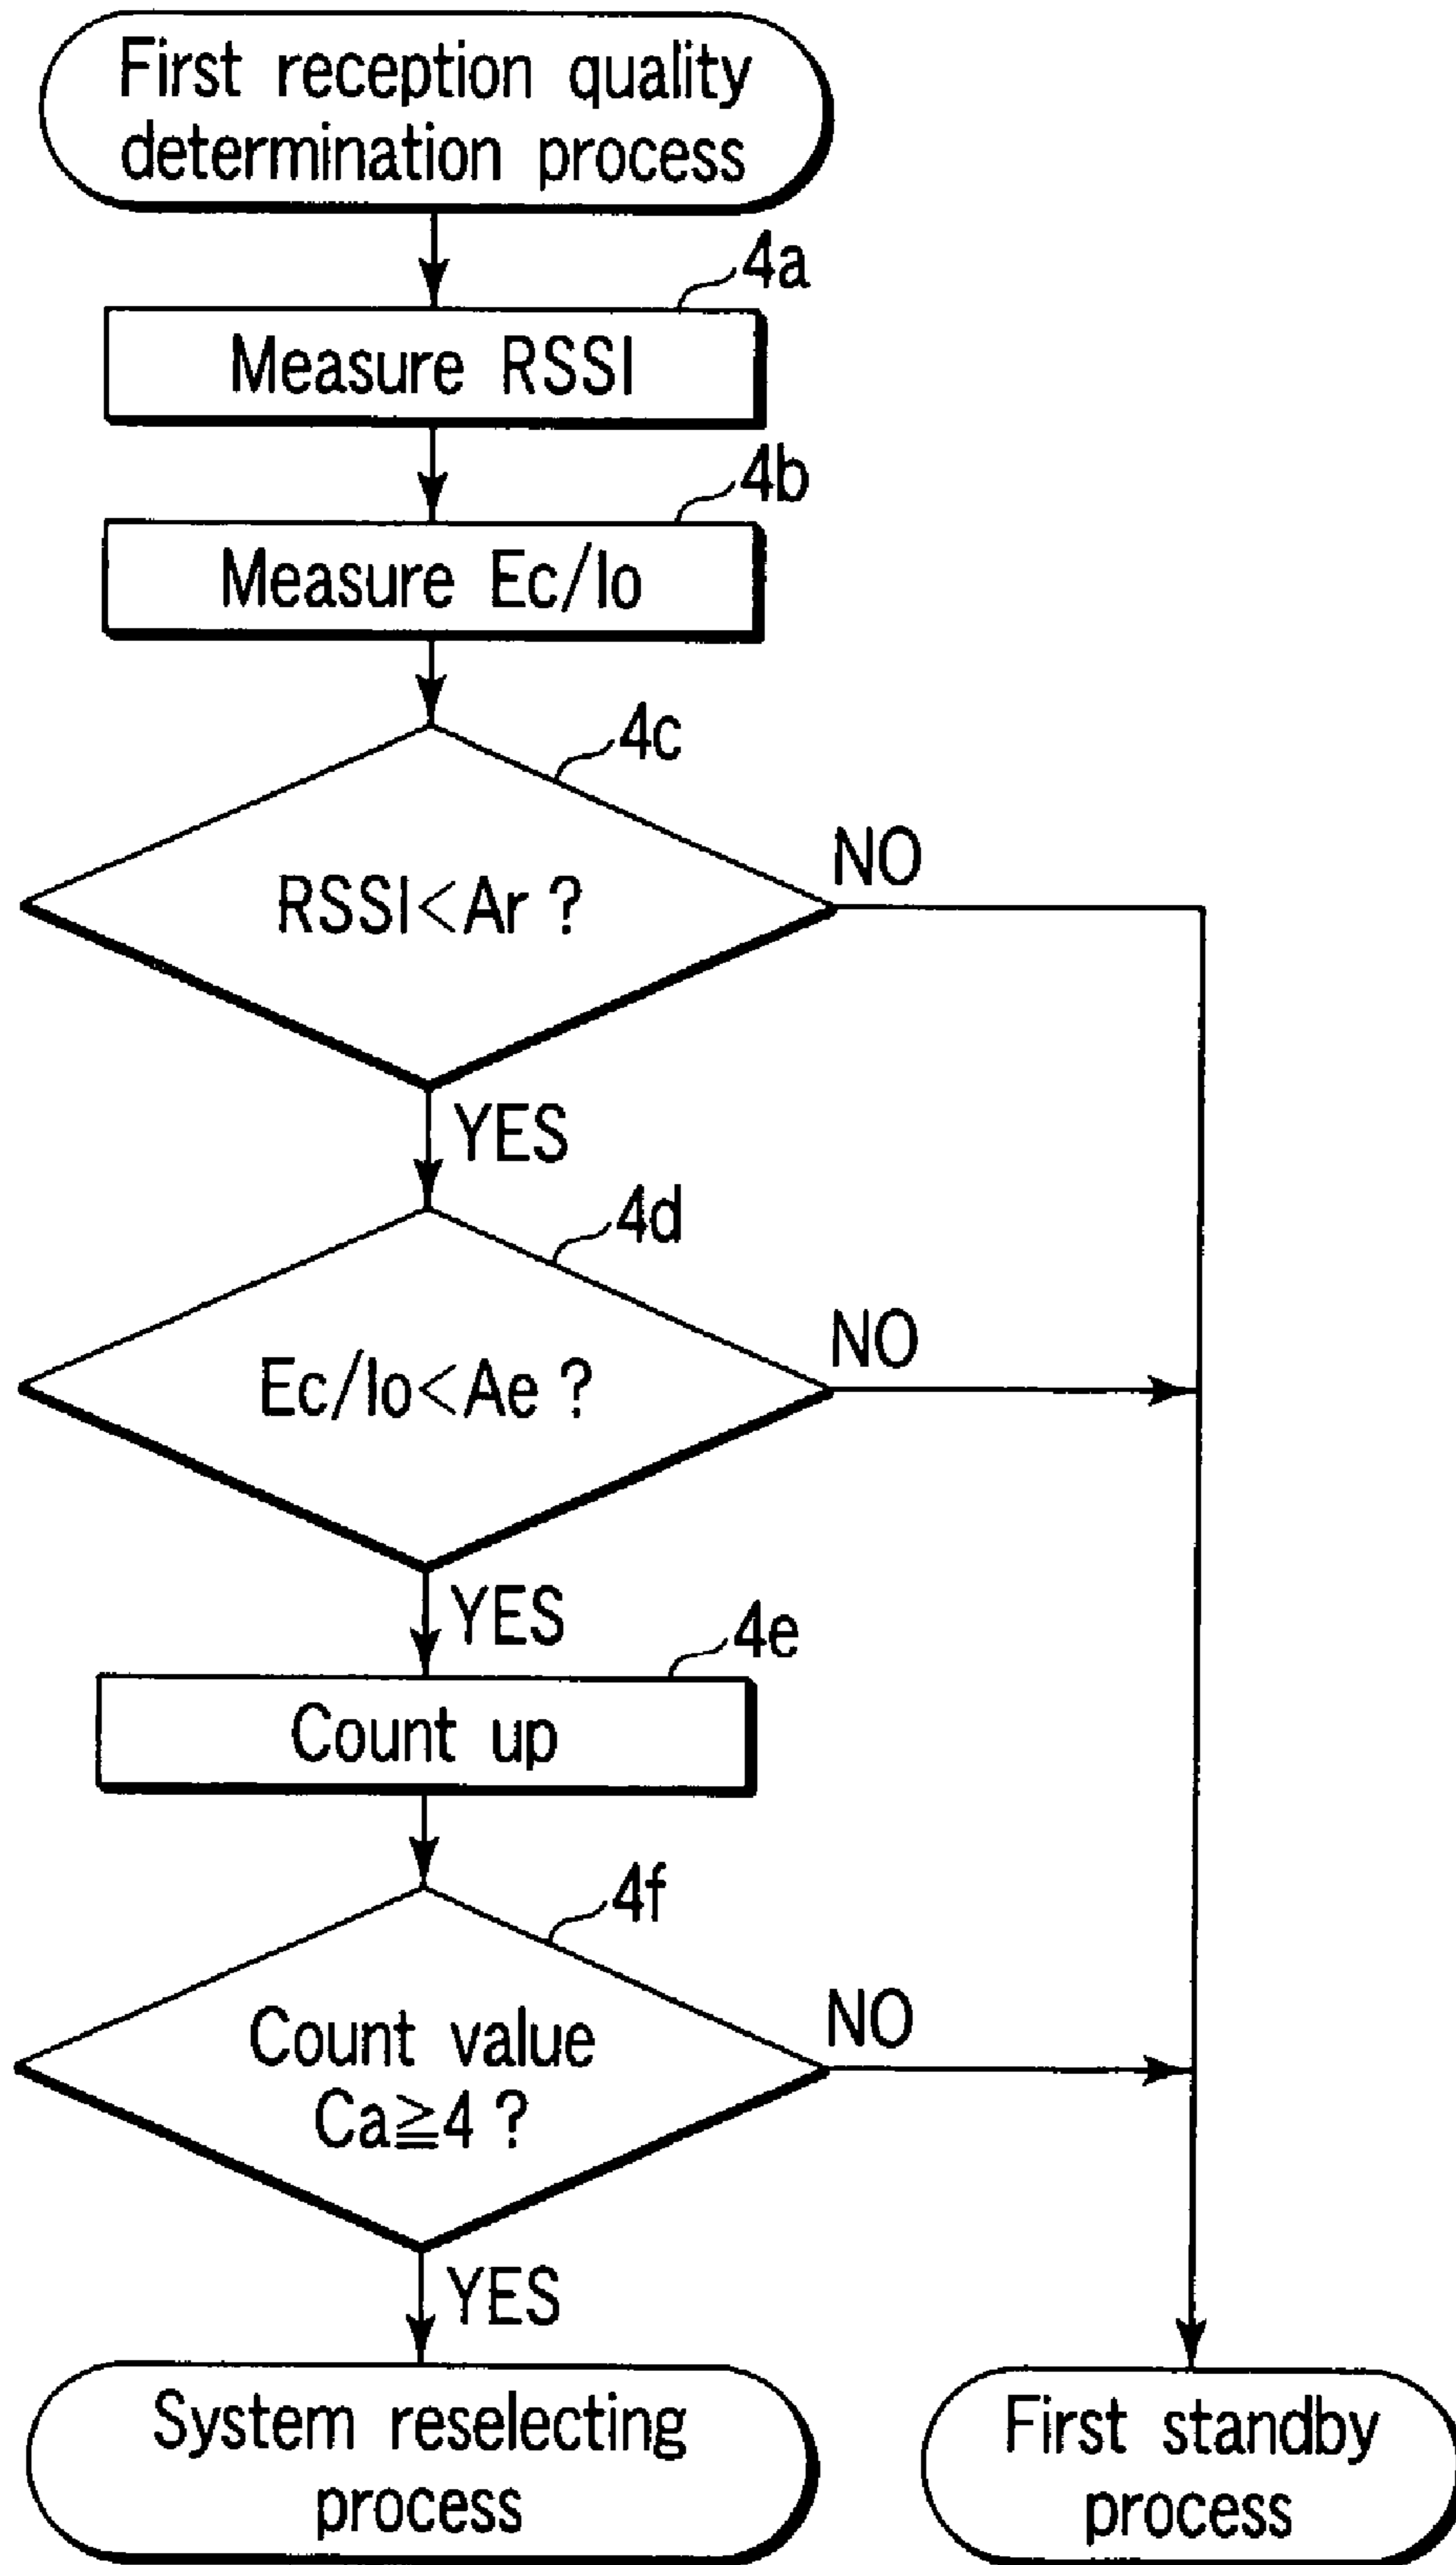 First reception quality
determination process
4a
Measure RSSI
4b
Measure Ec/Io
4c
RSSI<Ar ?
NO
YES
4d
Ec/Io<Ae ?
NO
YES
4e
Count up
4f
Count value
Ca≧4 ?
NO
YES
System reselecting
process
First standby
process